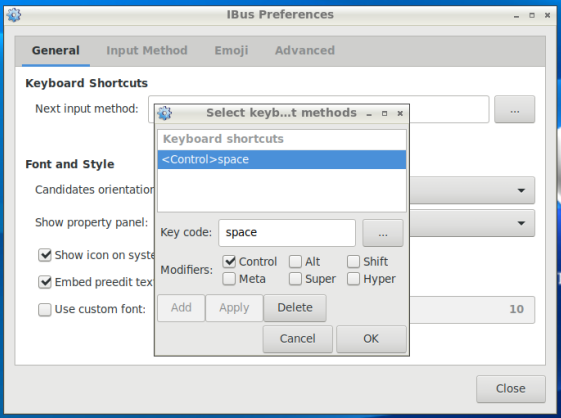 IBus Preferences
General Input Method Emoji Advanced
Keyboard Shortcuts
Next input method:
...
Select keyb...t methods
Keyboard shortcuts
<Control>space
Font and Style
Candidates orientation
Show property panel:
Key code: space ...
Show icon on syste
Modifiers: Control Alt Shift
Meta Super Hyper
Embed preedit tex
Use custom font: 10
Add Apply Delete
Cancel OK
Close